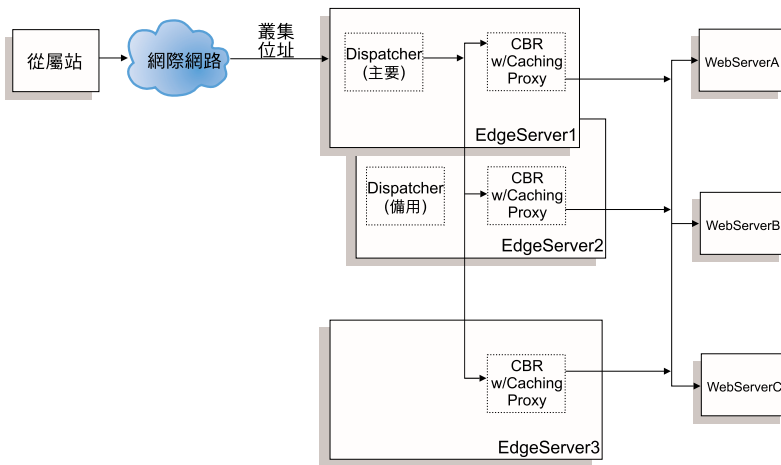 從屬站
網際網路
叢集
位址
Dispatcher
(主要)
CBR
w/Caching
Proxy
EdgeServer1
Dispatcher
(備用)
CBR
w/Caching
Proxy
EdgeServer2
CBR
w/Caching
Proxy
EdgeServer3
WebServerA
WebServerB
WebServerC